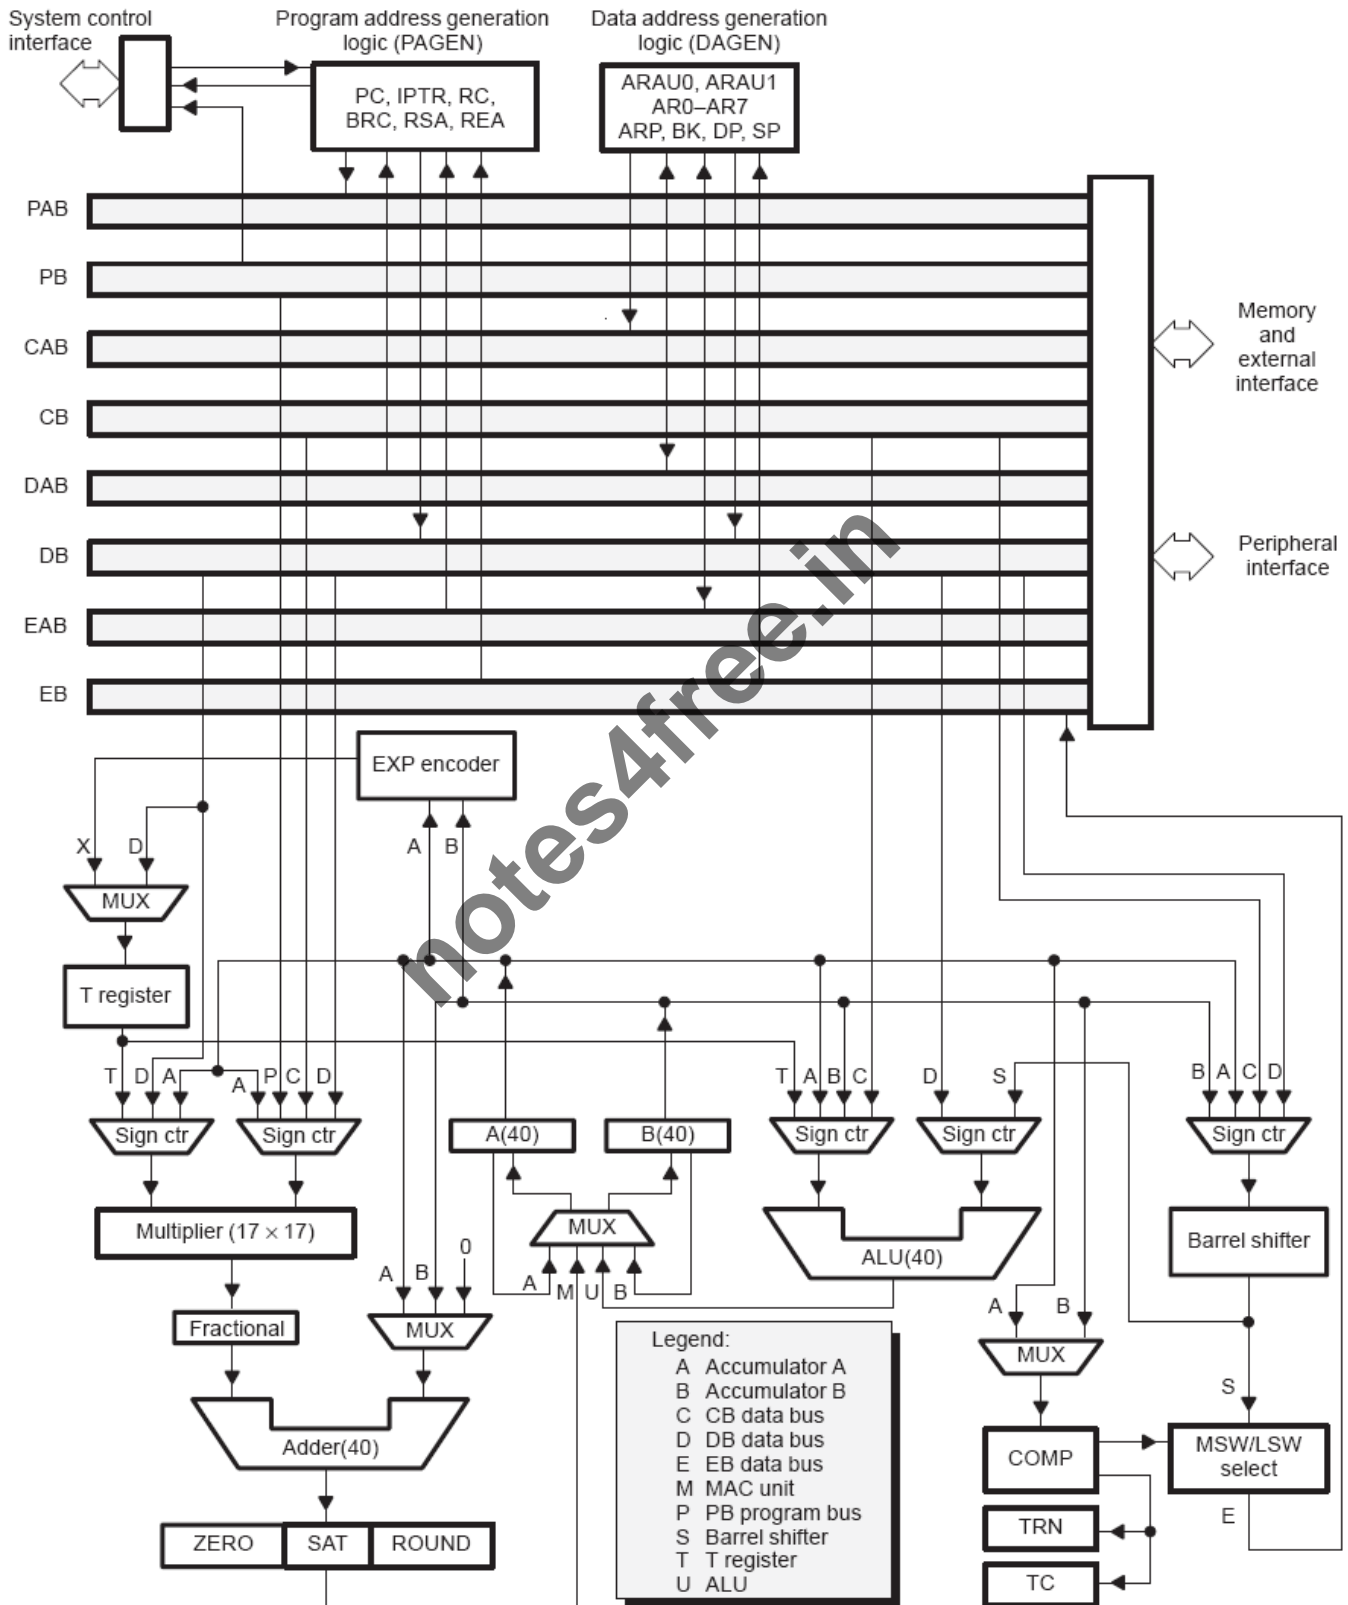 System control
interface
Program address generation
logic (PAGEN)
Data address generation
logic (DAGEN)
PC, IPTR, RC,
BRC, RSA, REA
ARAU0, ARAU1
AR0–AR7
ARP, BK, DP, SP
PAB
PB
CAB
CB
DAB
DB
EAB
EB
Memory
and
external
interface
Peripheral
interface
notes4free.in
EXP encoder
X D
A B
MUX
T register
T D A
A P C D
T A B C
D S
B A C D
Sign ctr
Sign ctr
A(40)
B(40)
Sign ctr
Sign ctr
Sign ctr
Multiplier (17 × 17)
MUX
A M U B
ALU(40)
Barrel shifter
A B 0
Fractional
MUX
A B
MUX
S
Adder(40)
COMP
MSW/LSW
select
E
ZERO SAT ROUND
TRN
TC
Legend:
A Accumulator A
B Accumulator B
C CB data bus
D DB data bus
E EB data bus
M MAC unit
P PB program bus
S Barrel shifter
T T register
U ALU